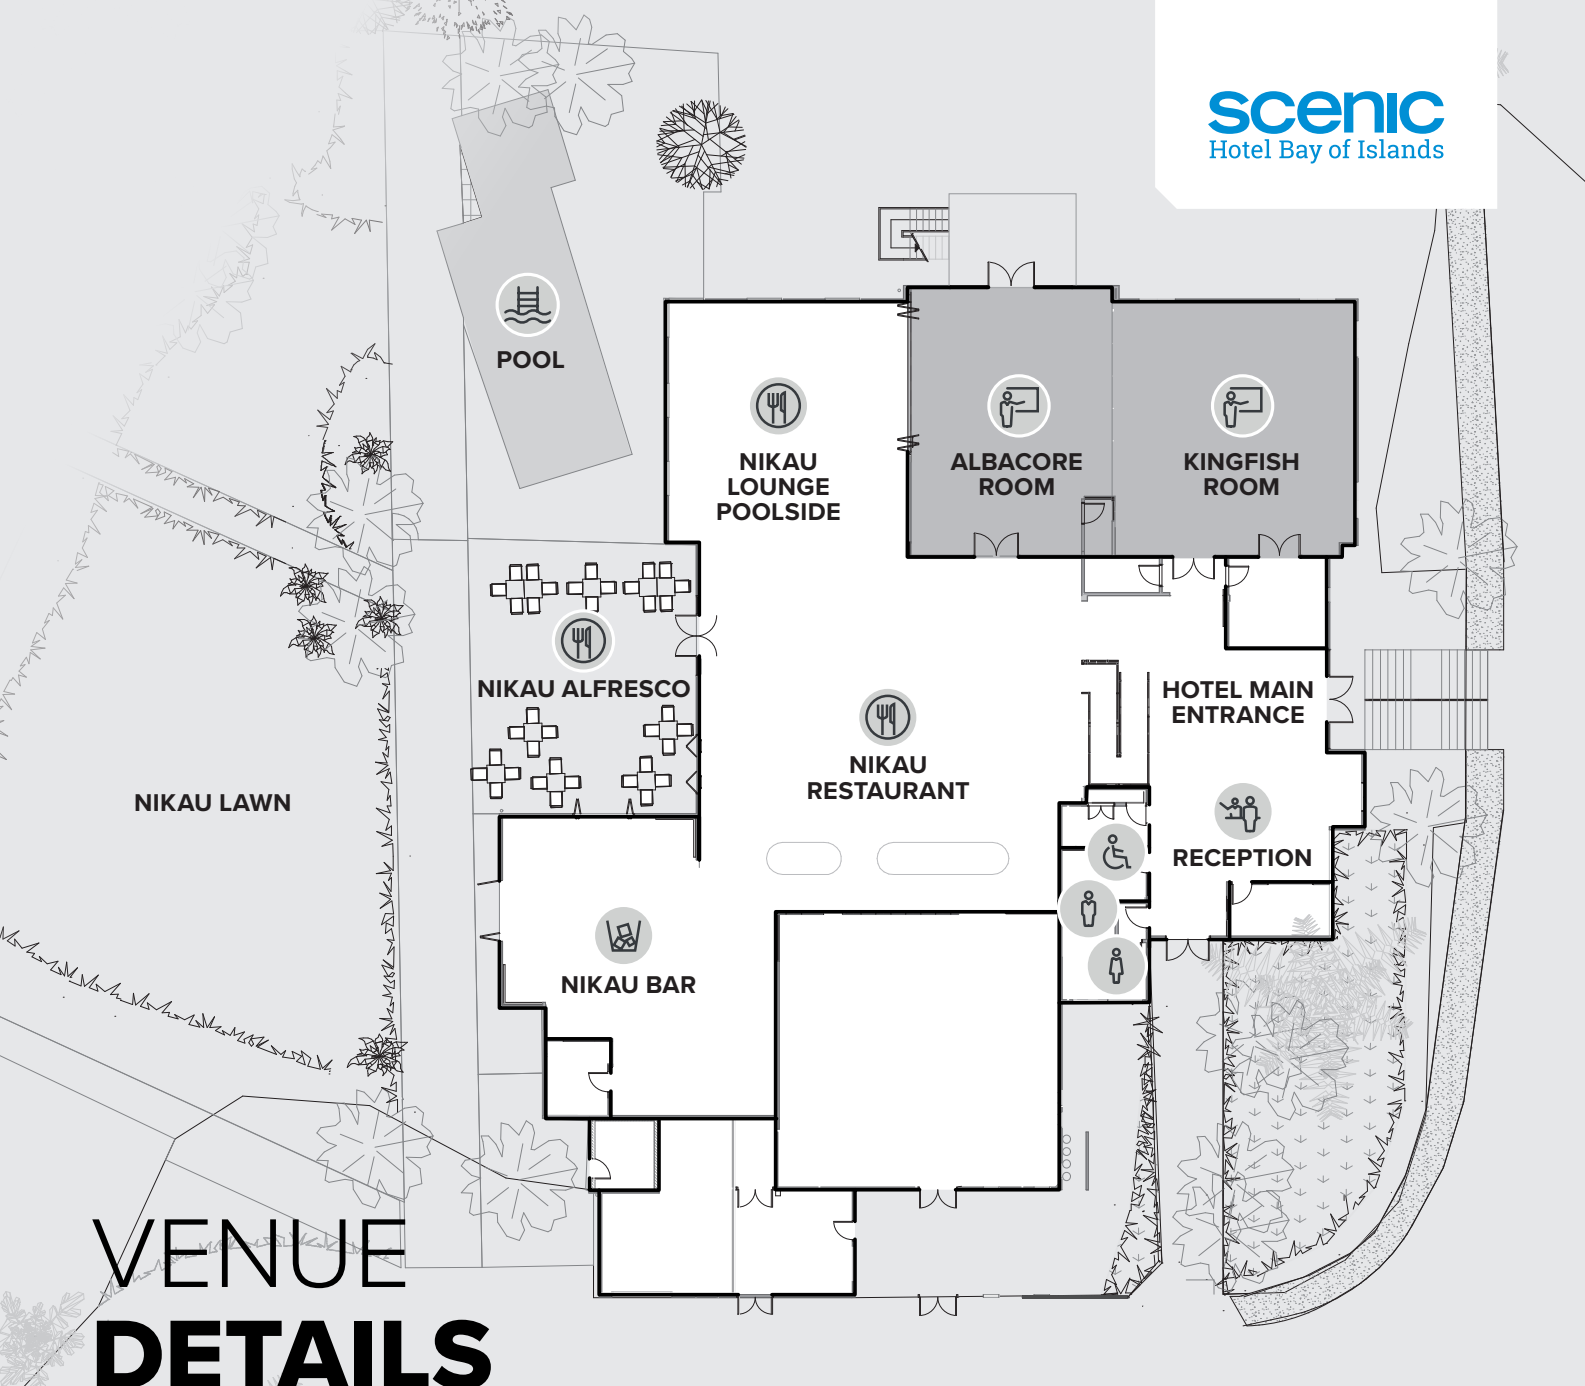 scenic
Hotel Bay of Islands
POOL
NIKAU
LOUNGE
POOLSIDE
ALBACORE
ROOM
KINGFISH
ROOM
NIKAU ALFRESCO
HOTEL MAIN
ENTRANCE
NIKAU
RESTAURANT
NIKAU LAWN
RECEPTION
NIKAU BAR
VENUE
DETAILS